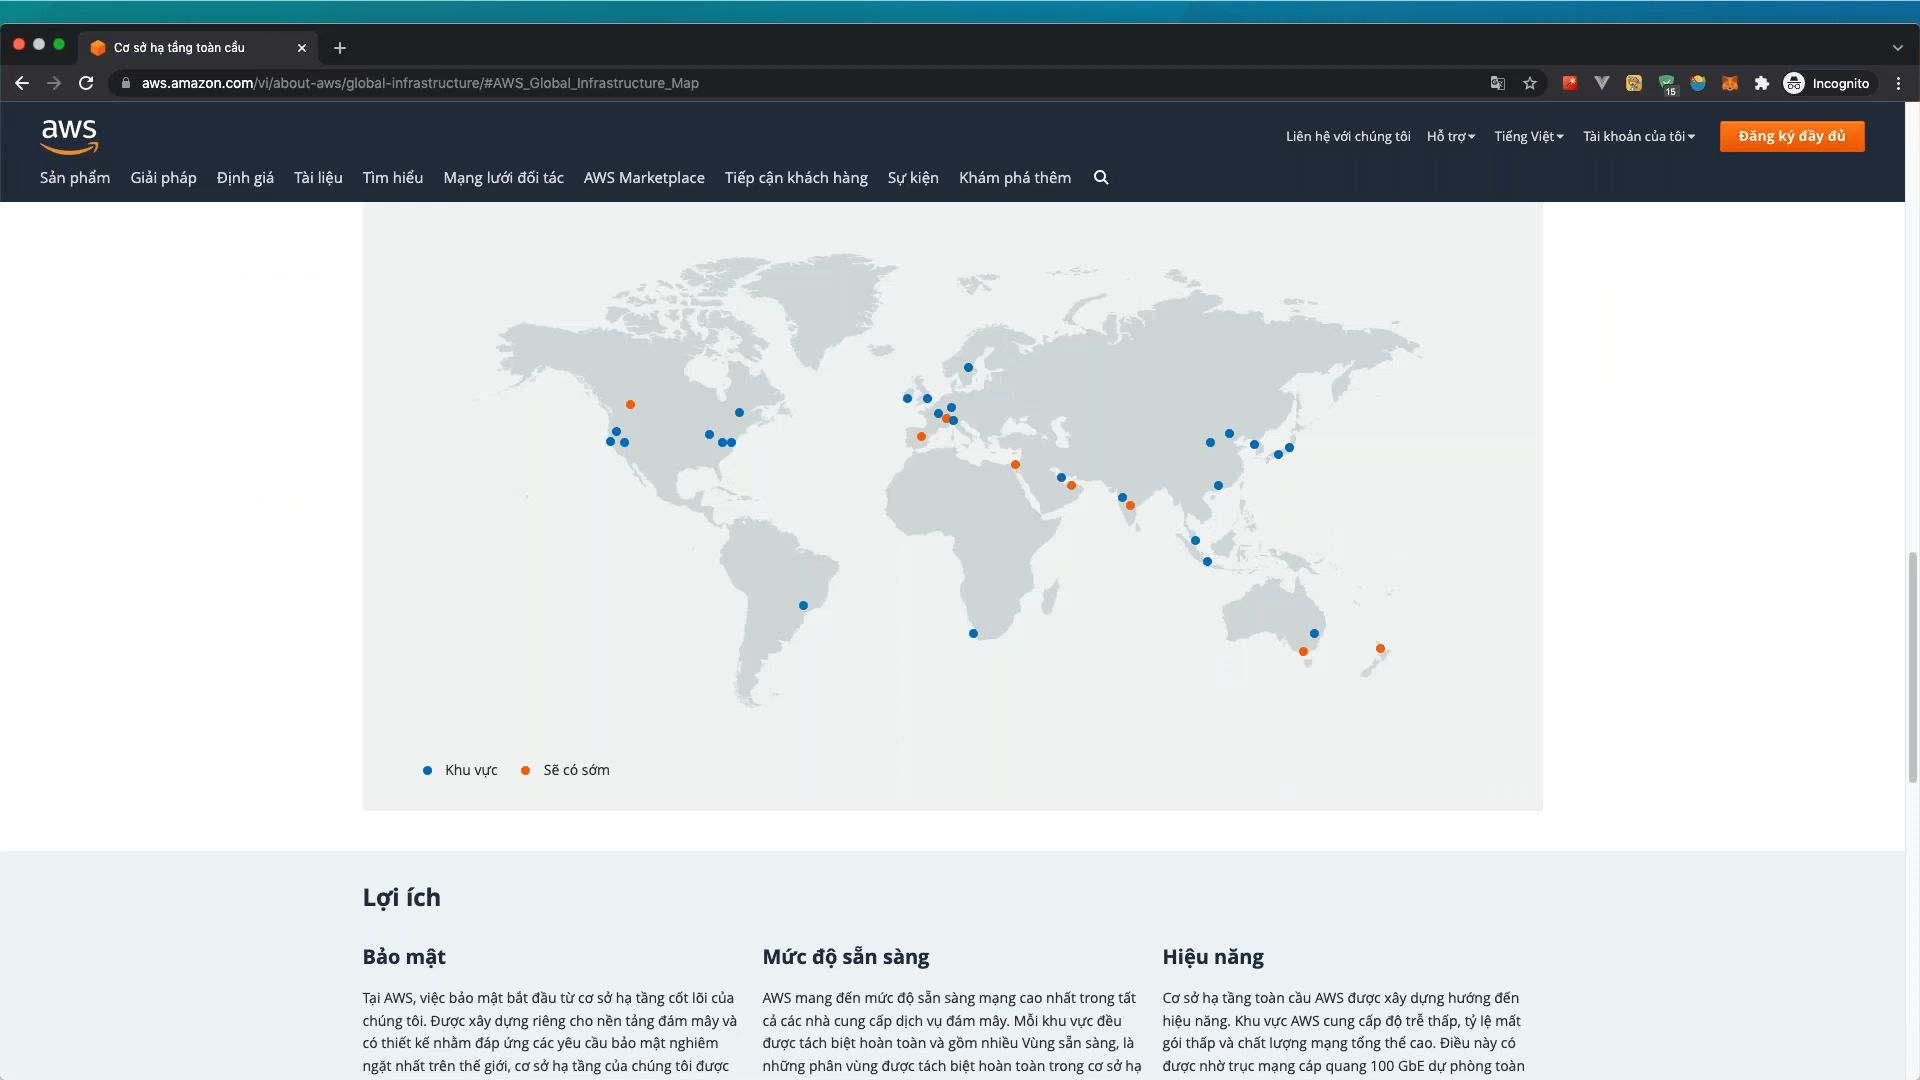 Cơ sở hạ tầng toàn cầu
aws.amazon.com/vi/about-aws/global-infrastructure/#AWS_Global_Infrastructure_Map
15
Incognito
aws
Liên hệ với chúng tôi
Hỗ trợ
Tiếng Việt
Tài khoản của tôi
Đăng ký đầy đủ
Sản phẩm
Giải pháp
Định giá
Tài liệu
Tìm hiểu
Mạng lưới đối tác
AWS Marketplace
Tiếp cận khách hàng
Sự kiện
Khám phá thêm
Khu vực
Sẽ có sớm
Lợi ích
Bảo mật
Tại AWS, việc bảo mật bắt đầu từ cơ sở hạ tầng cốt lõi của
chúng tôi. Được xây dựng riêng cho nền tảng đám mây và
có thiết kế nhằm đáp ứng các yêu cầu bảo mật nghiêm
ngặt nhất trên thế giới, cơ sở hạ tầng của chúng tôi được
Mức độ sẵn sàng
AWS mang đến mức độ sẵn sàng mạng cao nhất trong tất
cả các nhà cung cấp dịch vụ đám mây. Mỗi khu vực đều
được tách biệt hoàn toàn và gồm nhiều Vùng sẵn sàng, là
những phân vùng được tách biệt hoàn toàn trong cơ sở hạ
Hiệu năng
Cơ sở hạ tầng toàn cầu AWS được xây dựng hướng đến
hiệu năng. Khu vực AWS cung cấp độ trễ thấp, tỷ lệ mất
gói thấp và chất lượng mạng tổng thể cao. Điều này có
được nhờ trục mạng cáp quang 100 GbE dự phòng toàn